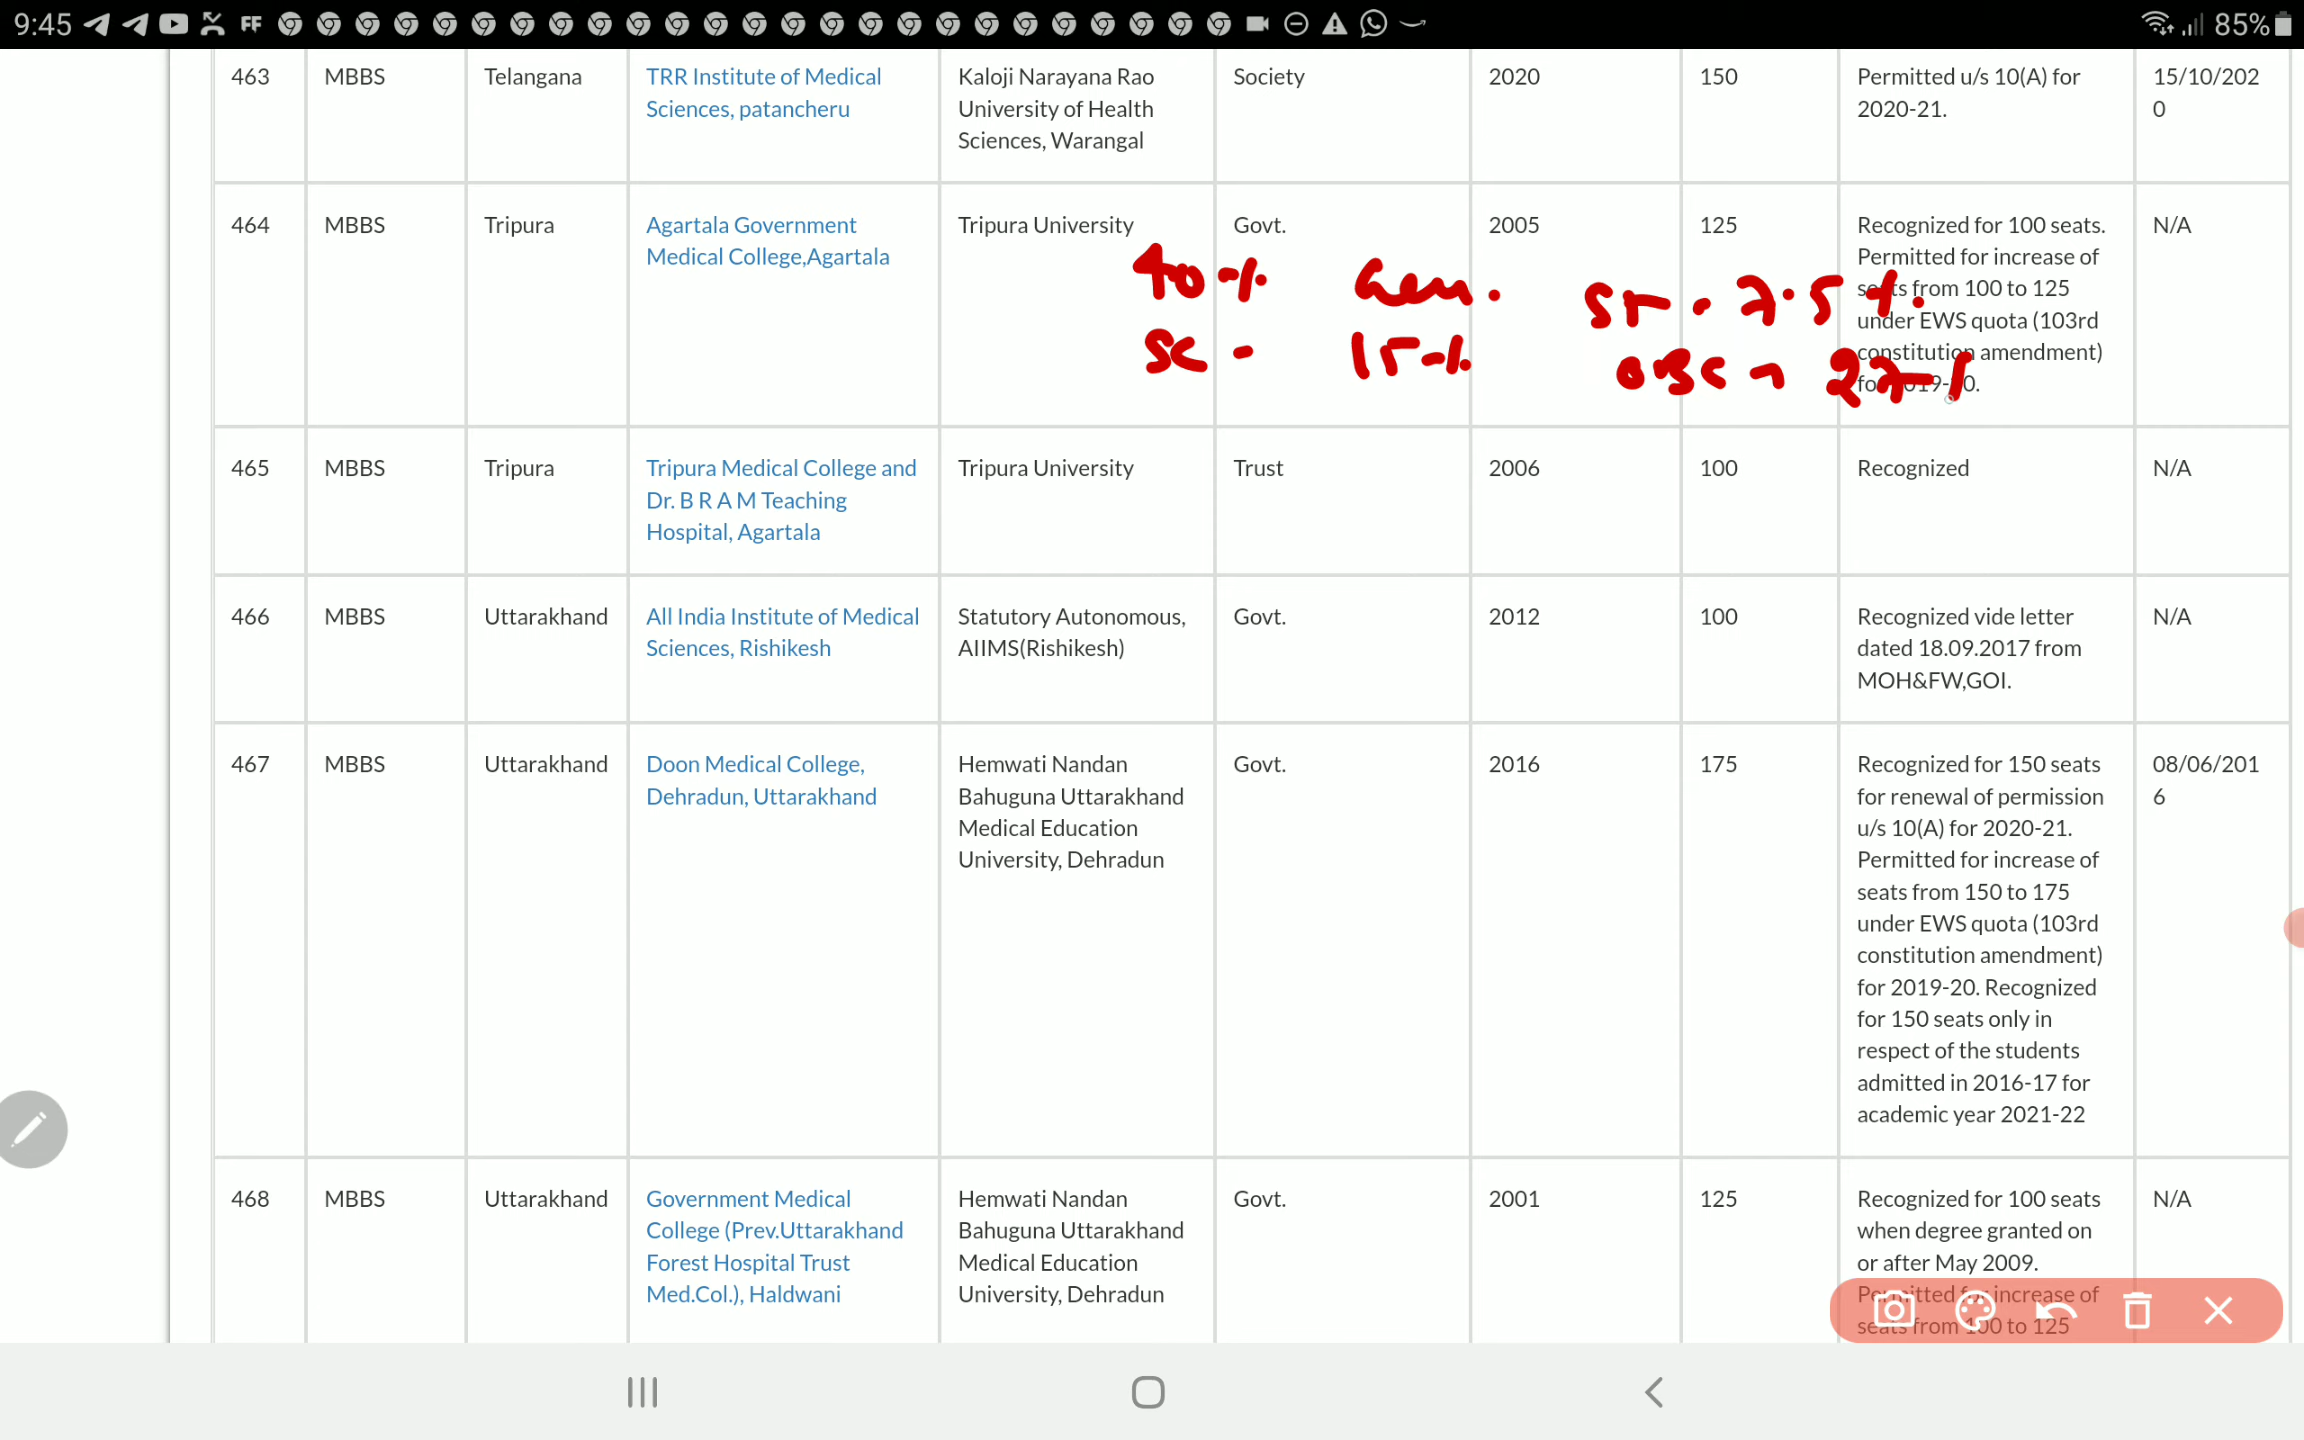 9:45
85%
463 MBBS Telangana TRR Institute of Medical Sciences, patancheru Kaloji Narayana Rao University of Health Sciences, Warangal Society 2020 150 Permitted u/s 10(A) for 2020-21. 15/10/2020
464 MBBS Tripura Agartala Government Medical College,Agartala Tripura University Govt. 2005 125 Recognized for 100 seats. Permitted for increase of seats from 100 to 125 under EWS quota (103rd constitution amendment) for 2019-20. N/A
40% Gen. ST - 7.5%.
SC - 15% OBC - 27%
465 MBBS Tripura Tripura Medical College and Dr. B R A M Teaching Hospital, Agartala Tripura University Trust 2006 100 Recognized N/A
466 MBBS Uttarakhand All India Institute of Medical Sciences, Rishikesh Statutory Autonomous, AIIMS(Rishikesh) Govt. 2012 100 Recognized vide letter dated 18.09.2017 from MOH&FW,GOI. N/A
467 MBBS Uttarakhand Doon Medical College, Dehradun, Uttarakhand Hemwati Nandan Bahuguna Uttarakhand Medical Education University, Dehradun Govt. 2016 175 Recognized for 150 seats for renewal of permission u/s 10(A) for 2020-21. Permitted for increase of seats from 150 to 175 under EWS quota (103rd constitution amendment) for 2019-20. Recognized for 150 seats only in respect of the students admitted in 2016-17 for academic year 2021-22 08/06/2016
468 MBBS Uttarakhand Government Medical College (Prev.Uttarakhand Forest Hospital Trust Med.Col.), Haldwani Hemwati Nandan Bahuguna Uttarakhand Medical Education University, Dehradun Govt. 2001 125 Recognized for 100 seats when degree granted on or after May 2009. Permitted for increase of seats from 100 to 125 N/A